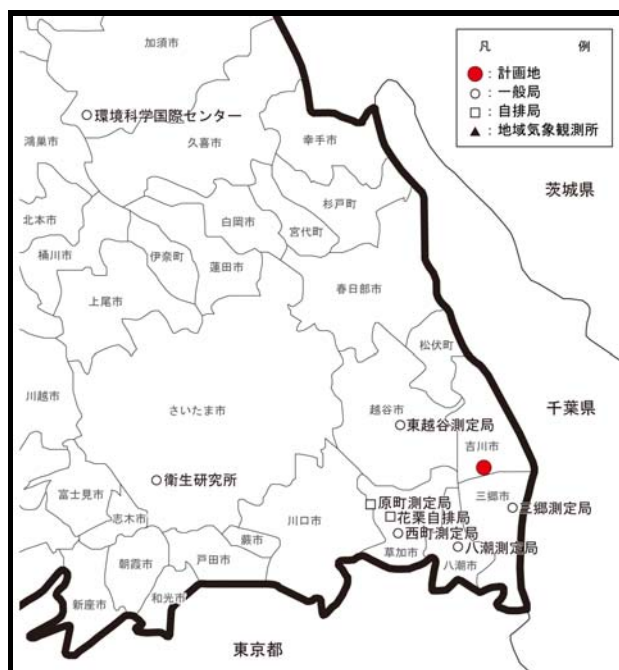 凡 例
●：計画地
○：一般局
□：自排局
▲：地域気象観測所
加須市
○環境科学国際センター
久喜市
幸手市
鴻巣市
茨城県
杉戸町
北本市
白岡市
宮代町
桶川市
伊奈町
蓮田市
春日部市
上尾市
松伏町
川越市
さいたま市
越谷市
千葉県
○東越谷測定局
吉川市
○衛生研究所
富士見市
三郷市
原町測定局
三郷測定局
志木市
川口市
花栗自排局
蕨市
西町測定局
八潮測定局
朝霞市
戸田市
草加市
八潮市
新座市
和光市
東京都